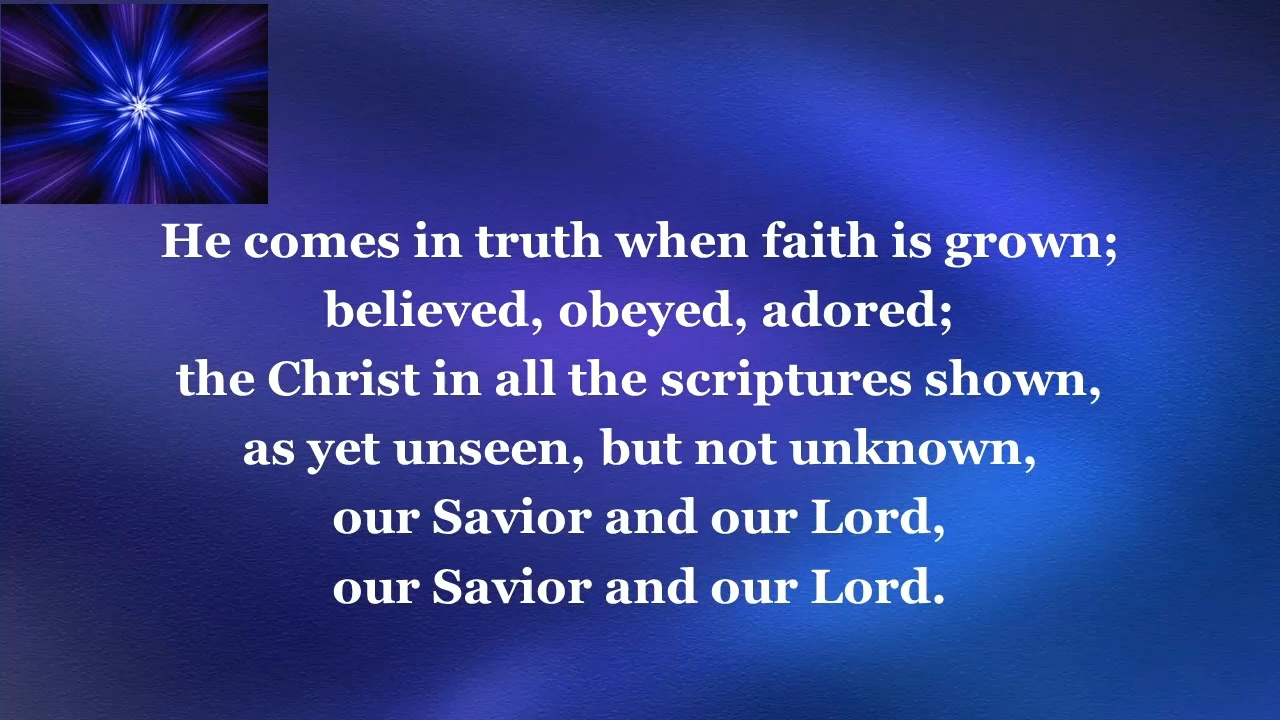 He comes in truth when faith is grown;
believed, obeyed, adored;
the Christ in all the scriptures shown,
as yet unseen, but not unknown,
our Savior and our Lord,
our Savior and our Lord.